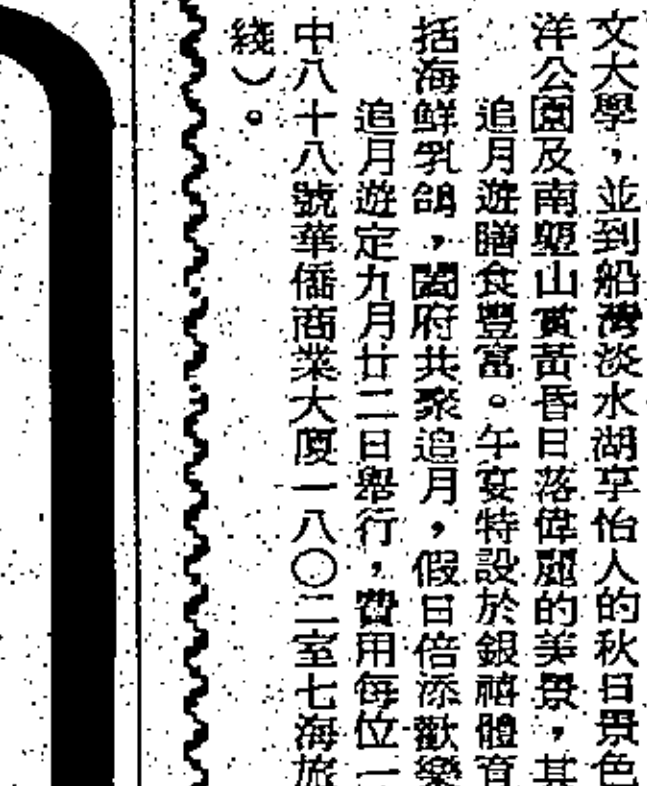 文大學，並到船灣淡水湖享怡人的秋日景色
洋公園及南塱山賞黃昏日落偉麗的美景，其
追月遊膳食豐富。午宴特設於銀禧體育
括海鮮乳鴿，闔府共聚追月，假日倍添歡樂
追月遊定九月廿二日舉行，費用每位一
中八十八號華僑商業大廈一八〇二室七海旅
綫）。